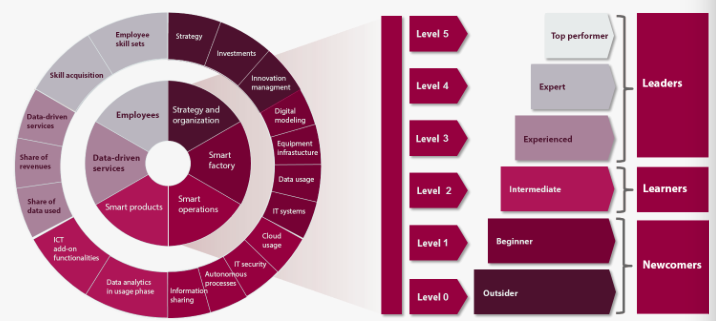 Employee
skill sets
Strategy
Investments
Innovation
managment
Digital
modeling
Equipment
infrastucture
Data usage
IT systems
Cloud
usage
IT security
Autonomous
processes
Information
sharing
Data analytics
in usage phase
ICT
add-on
functionalities
Share of
data used
Share of
revenues
Data-driven
services
Skill acquisition
Employees
Strategy and
organization
Smart
factory
Smart
operations
Smart products
Data-driven
services
Level 5
Top performer
Level 4
Expert
Level 3
Experienced
Leaders
Level 2
Intermediate
Learners
Level 1
Beginner
Level 0
Outsider
Newcomers